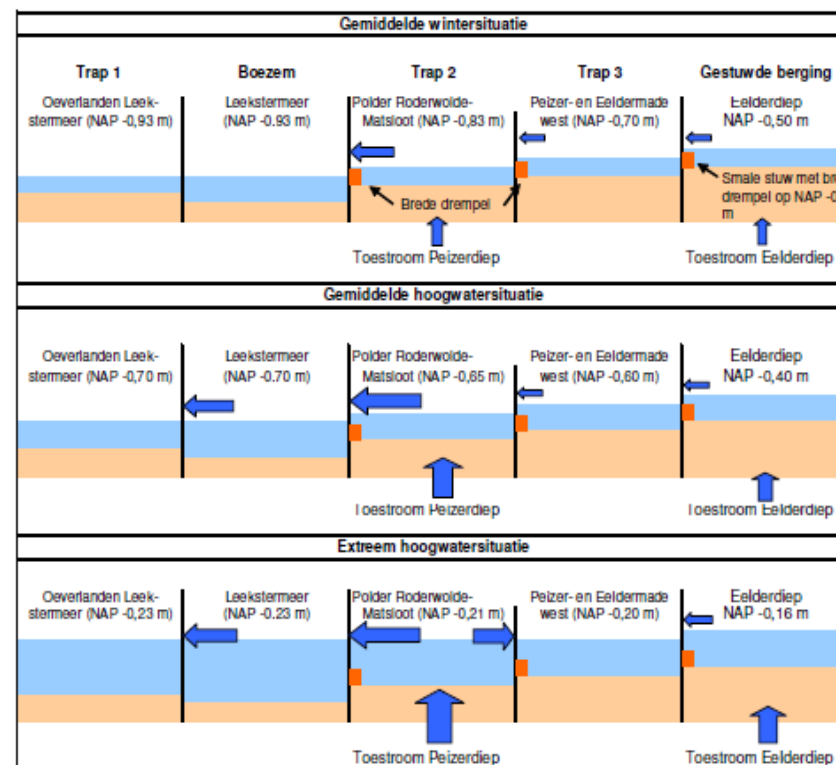 Gemiddelde wintersituatie
Trap 1 Boezem Trap 2 Trap 3 Gestuwde berging
Oeverlanden Leek- Leekstermeer Polder Roderwolde- Peizer- en Eeldermade Eelderdiep
stermeer (NAP -0,93 m) (NAP -0.93 m) Matsloot (NAP -0,83 m) west (NAP -0,70 m) NAP -0,50 m
Brede drempel
Smale stuw met
drempel op NAP
m
Toestroom Peizerdiep Toestroom Eelderdiep
Gemiddelde hoogwatersituatie
Oeverlanden Leek- Leekstermeer Polder Roderwolde- Peizer- en Eeldermade Eelderdiep
stermeer (NAP -0,70 m) (NAP -0.70 m) Matsloot (NAP -0,65 m) west (NAP -0,60 m) NAP -0,40 m
Toestroom Peizerdiep Toestroom Eelderdiep
Extreem hoogwatersituatie
Oeverlanden Leek- Leekstermeer Polder Roderwolde- Peizer- en Eeldermade Eelderdiep
stermeer (NAP -0,23 m) (NAP -0.23 m) Matsloot (NAP -0,21 m) west (NAP -0,20 m) NAP -0,16 m
Toestroom Peizerdiep Toestroom Eelderdiep